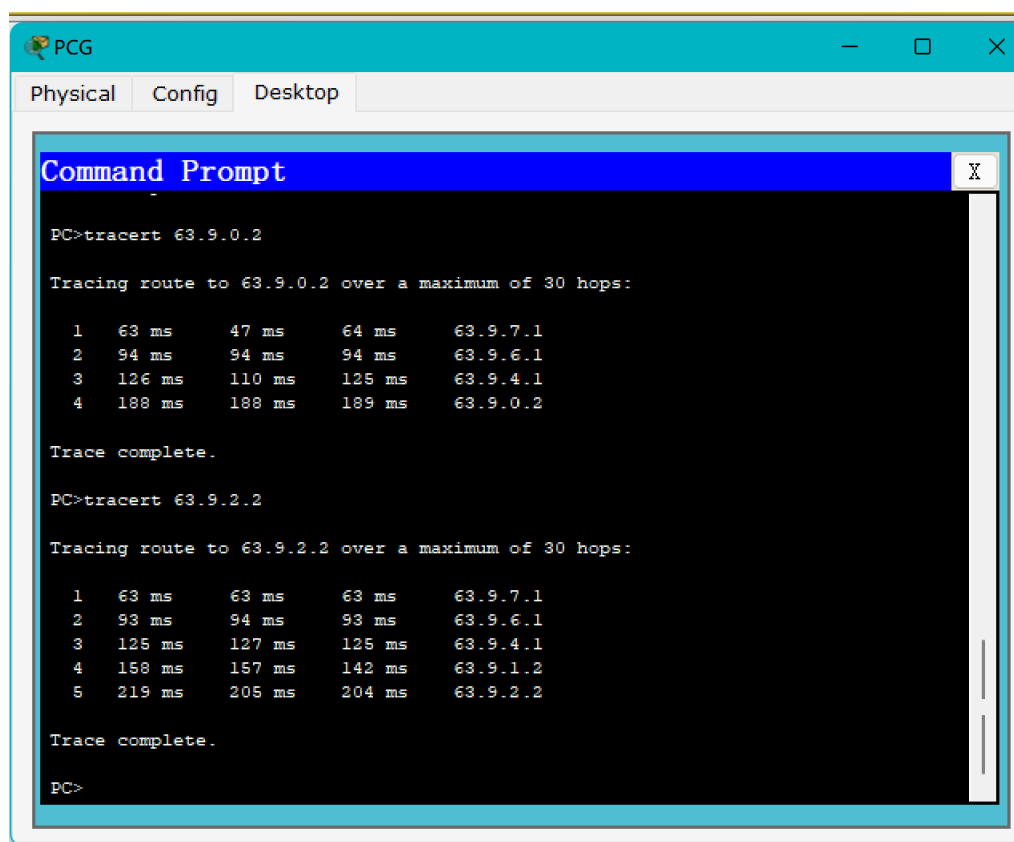 PCG
Physical Config Desktop
Command Prompt
X
PC>tracert 63.9.0.2
Tracing route to 63.9.0.2 over a maximum of 30 hops:
1 63 ms 47 ms 64 ms 63.9.7.1
2 94 ms 94 ms 94 ms 63.9.6.1
3 126 ms 110 ms 125 ms 63.9.4.1
4 188 ms 188 ms 189 ms 63.9.0.2
Trace complete.
PC>tracert 63.9.2.2
Tracing route to 63.9.2.2 over a maximum of 30 hops:
1 63 ms 63 ms 63 ms 63.9.7.1
2 93 ms 94 ms 93 ms 63.9.6.1
3 125 ms 127 ms 125 ms 63.9.4.1
4 158 ms 157 ms 142 ms 63.9.1.2
5 219 ms 205 ms 204 ms 63.9.2.2
Trace complete.
PC>